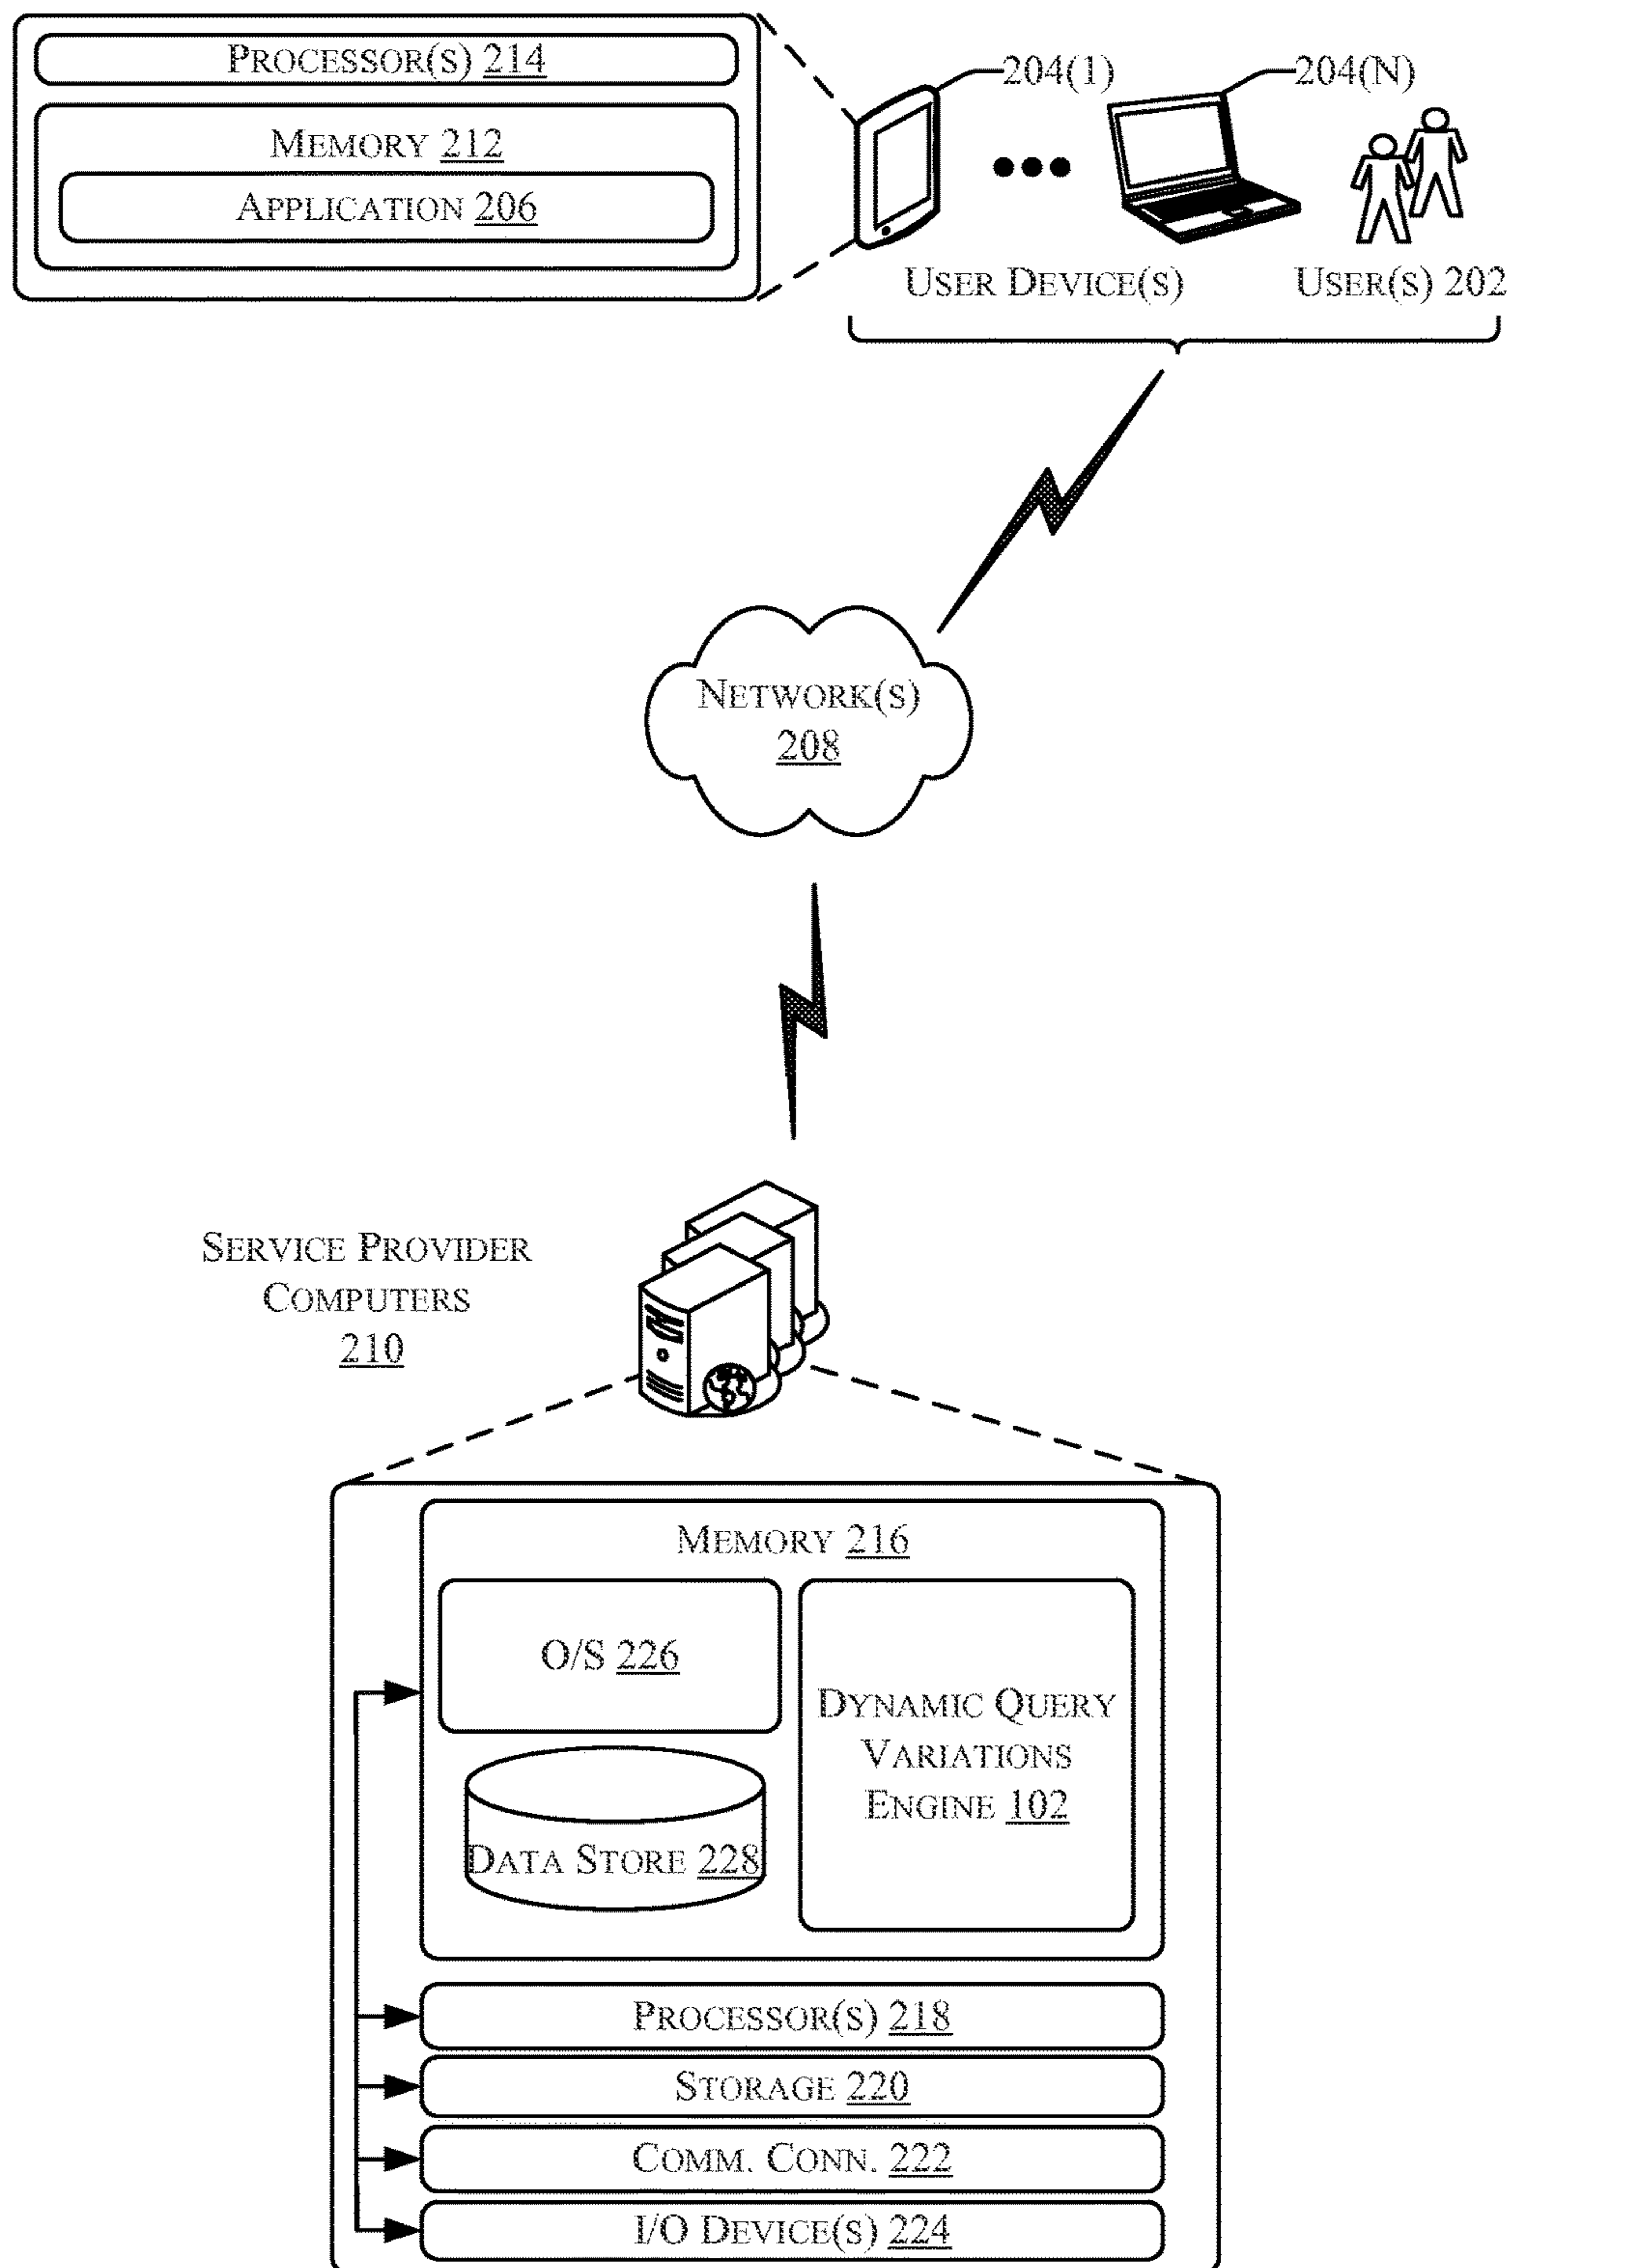 PROCESSOR(S) 214
MEMORY 212
APPLICATION 206
204(1)
204(N)
USER DEVICE(S)
USER(S) 202
NETWORK(S)
208
SERVICE PROVIDER
COMPUTERS
210
MEMORY 216
O/S 226
DATA STORE 228
DYNAMIC QUERY
VARIATIONS
ENGINE 102
PROCESSOR(S) 218
STORAGE 220
COMM. CONN. 222
I/O DEVICE(S) 224